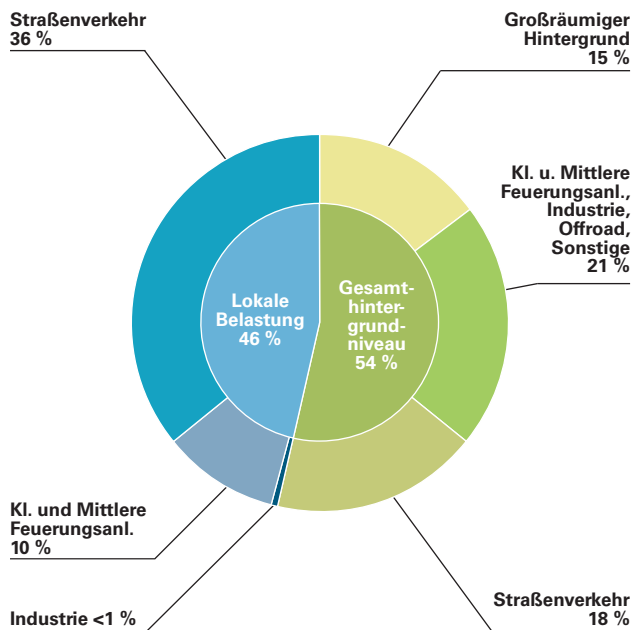 Straßenverkehr
36 %
Großräumiger
Hintergrund
15 %
Kl. u. Mittlere
Feuerungsanl.,
Industrie,
Offroad,
Sonstige
21 %
Lokale
Belastung
46 %
Gesamt-
hinter-
grund-
niveau
54 %
Kl. und Mittlere
Feuerungsanl.
10 %
Industrie <1 %
Straßenverkehr
18 %